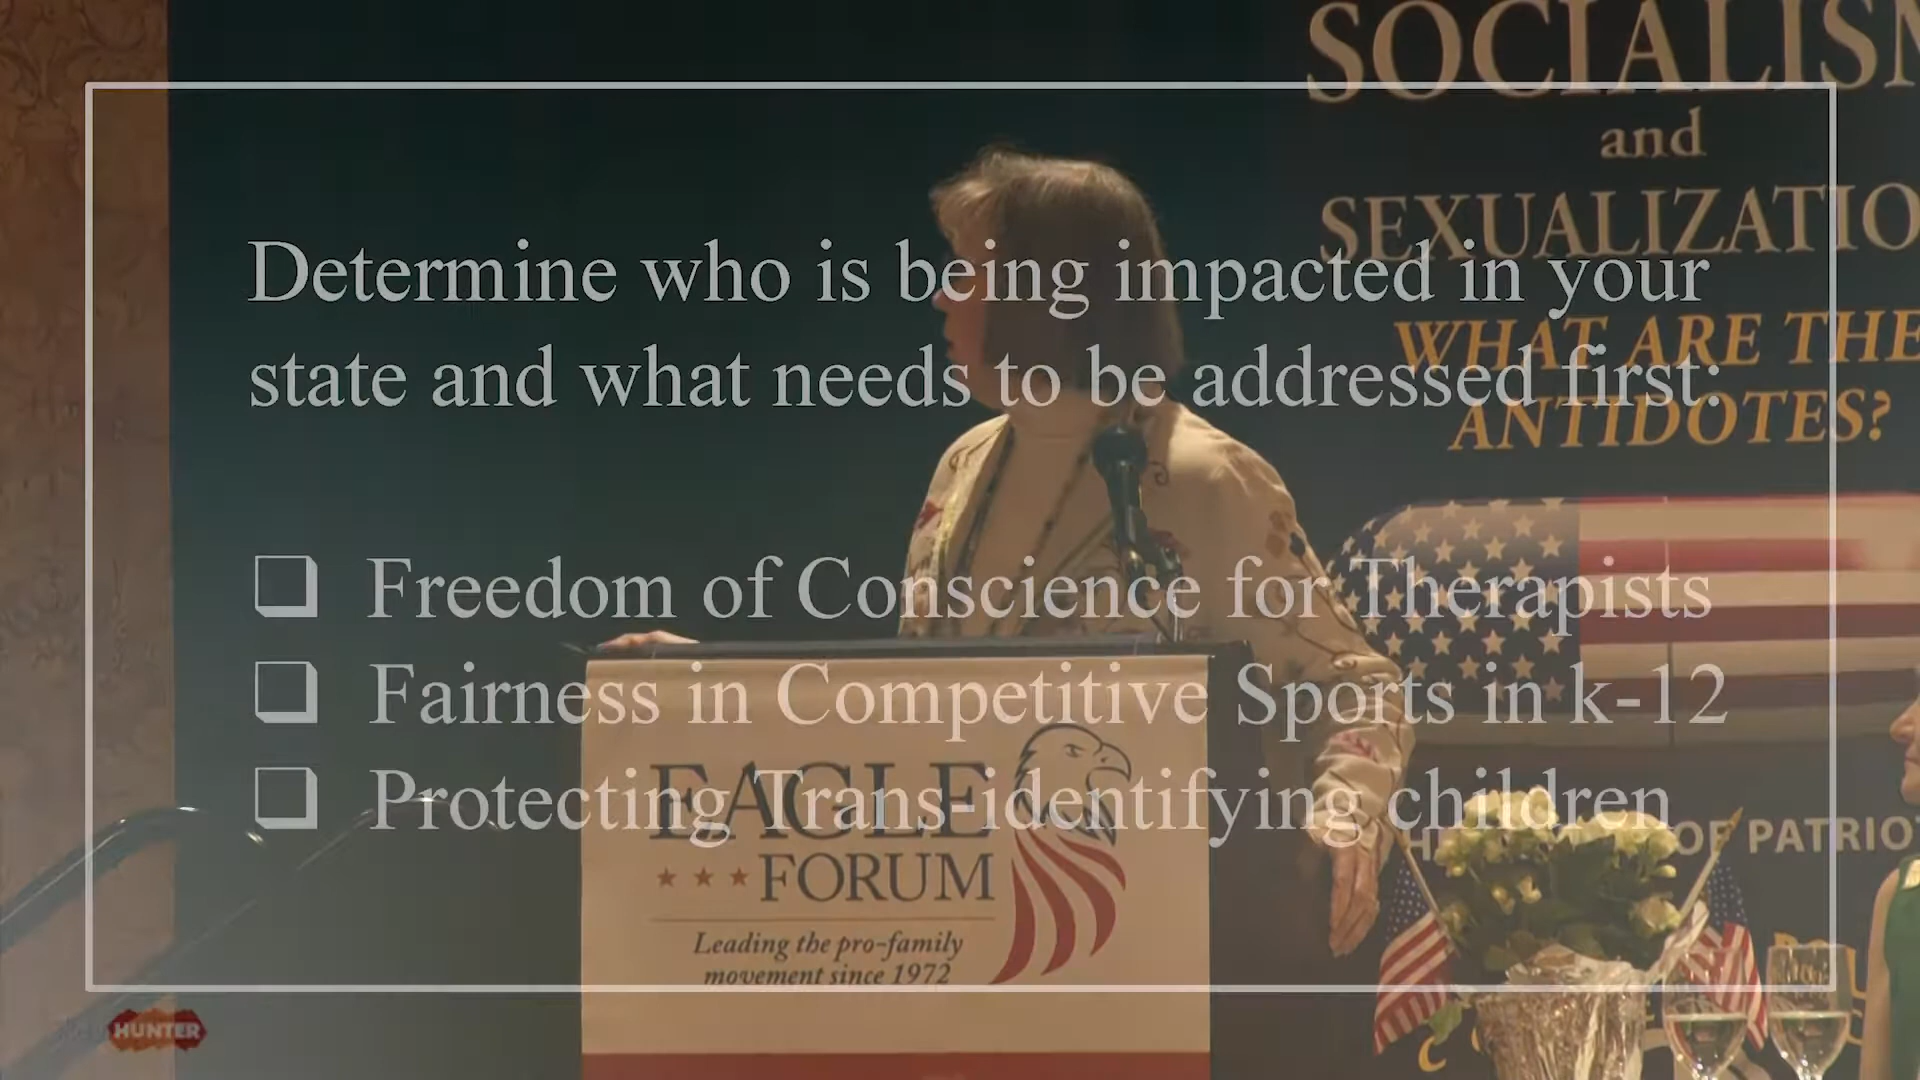 SOCIALISM
and
SEXUALIZATIO
WHAT ARE THE
ANTIDOTES?
Determine who is being impacted in your
state and what needs to be addressed first:
❑ Freedom of Conscience for Therapists
❑ Fairness in Competitive Sports in k-12
❑ Protecting Trans-identifying children
EAGLE
FORUM
Leading the pro-family
movement since 1972
OF PATRIO
HUNTER